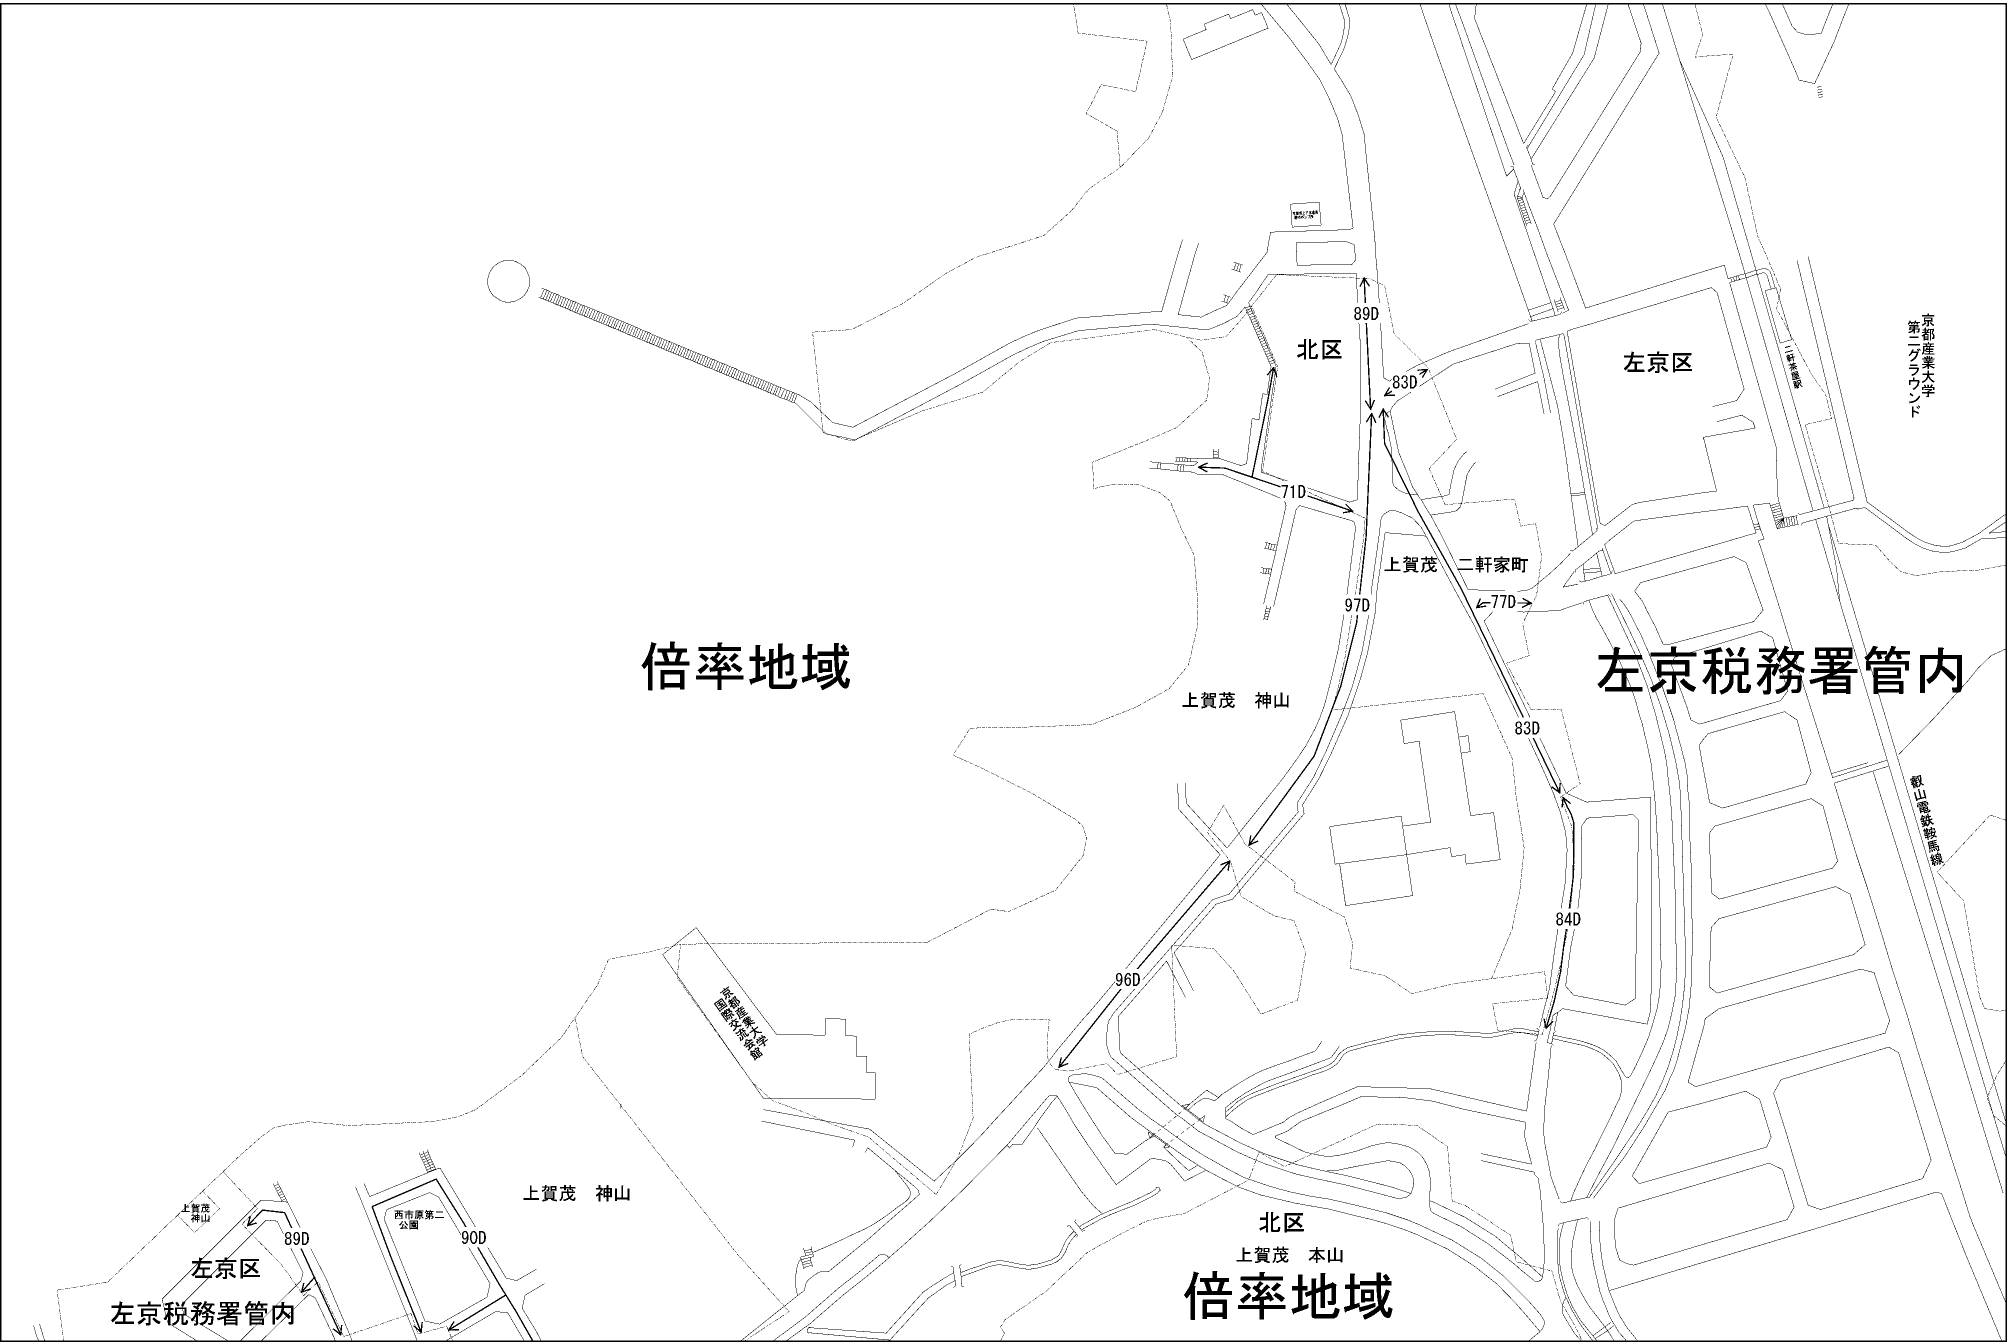 89D
北区
左京区
83D
二軒茶屋駅
京都産業大学
第二グラウンド
71D
上賀茂　二軒家町
77D
97D
倍率地域
左京税務署管内
上賀茂　神山
83D
叡山電鉄鞍馬線
84D
96D
京都産業大学
国際交流会館
上賀茂　神山
上賀茂
神山
西市原第二
公園
89D
90D
左京区
左京税務署管内
北区
上賀茂　本山
倍率地域